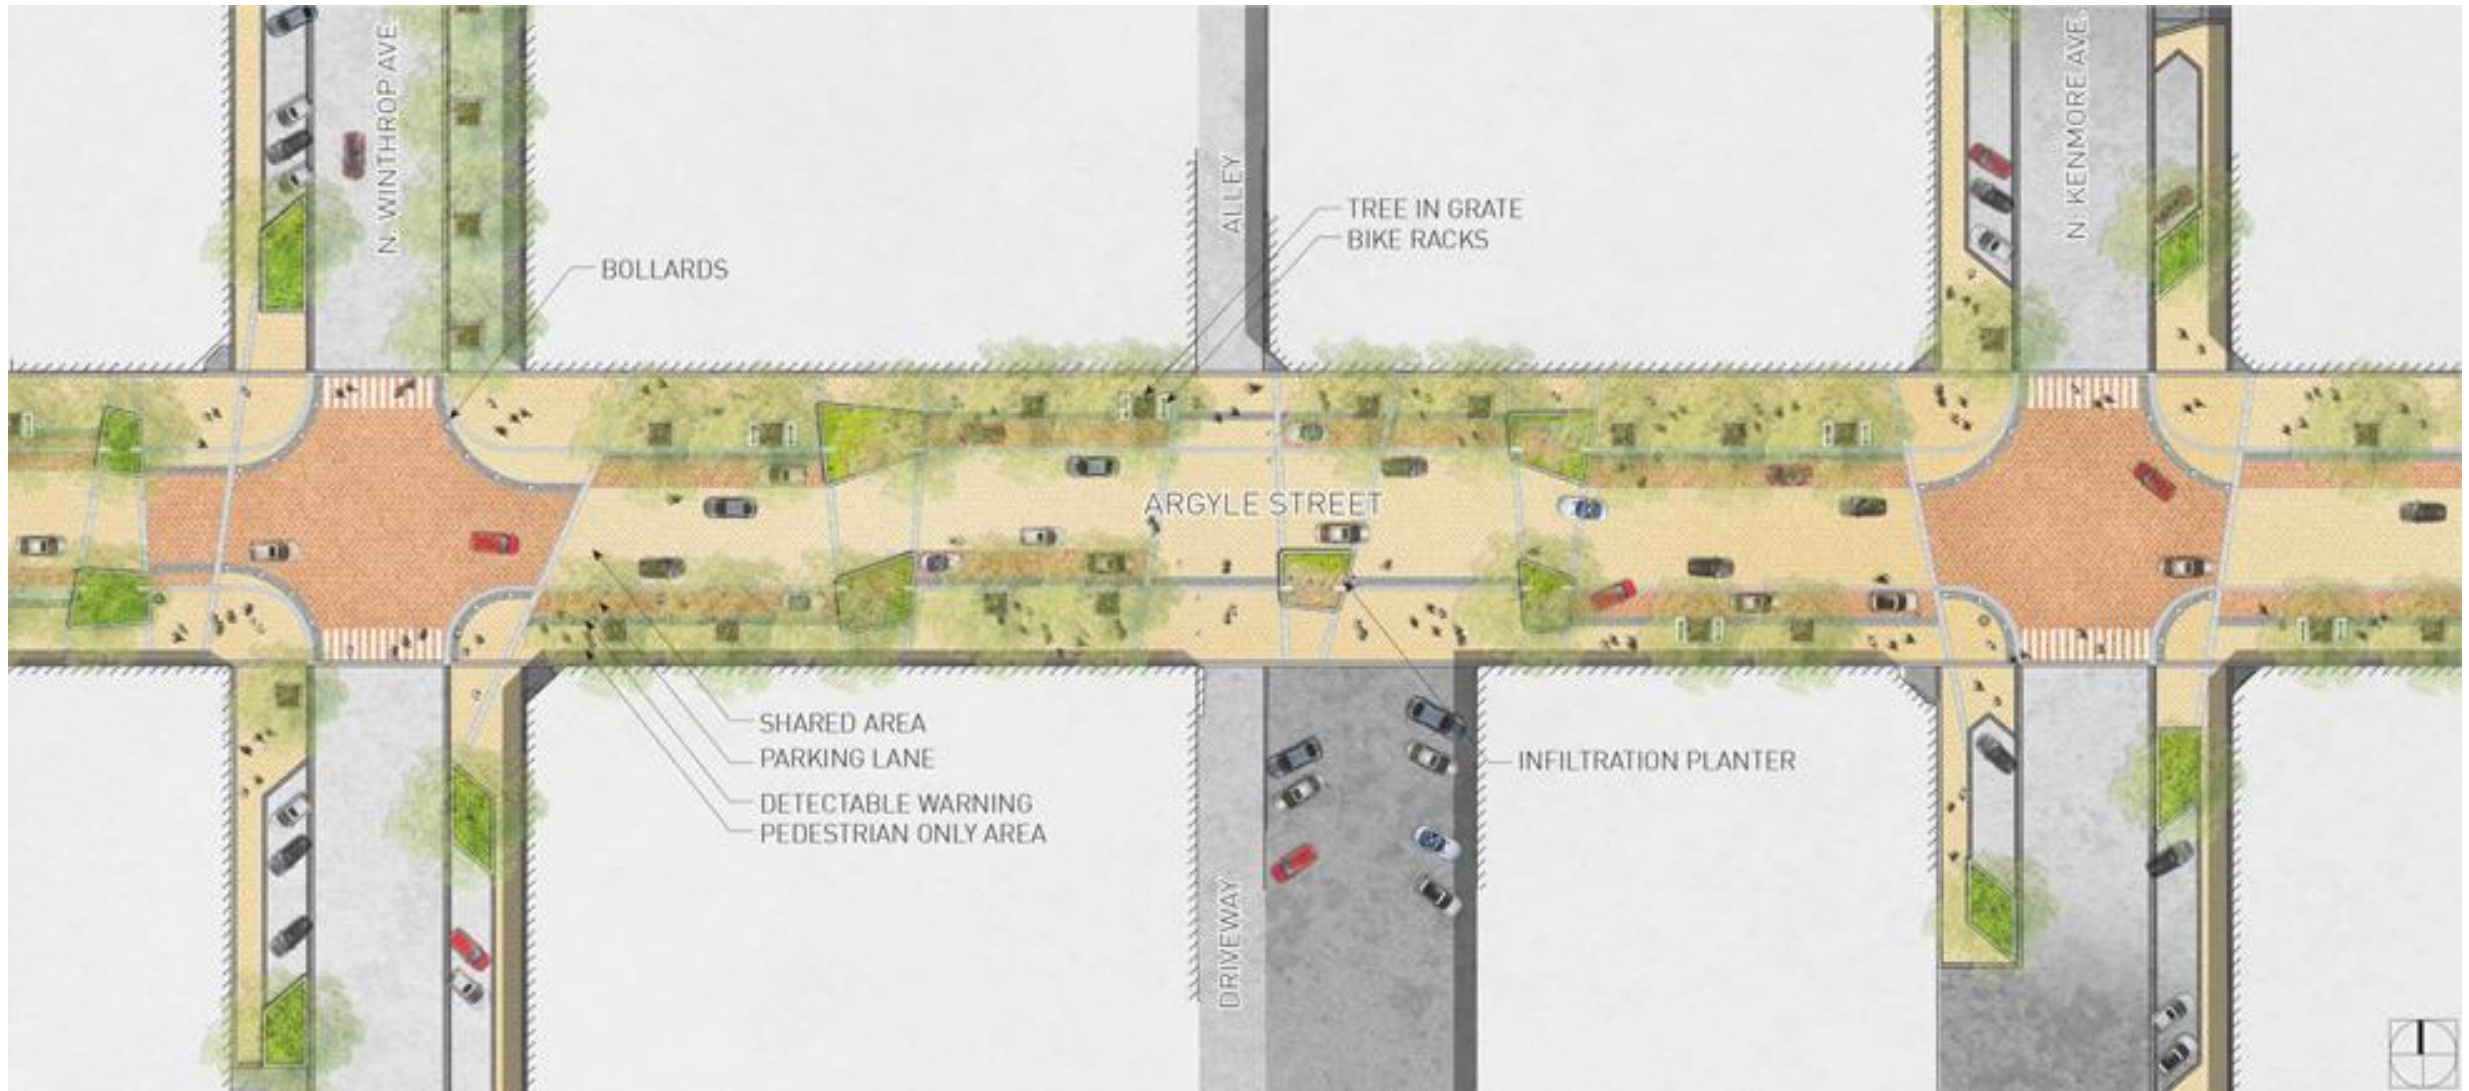 N. WINTHROP AVE.
ALLEY
N. KENMORE AVE.
TREE IN GRATE
BIKE RACKS
BOLLARDS
ARGYLE STREET
SHARED AREA
PARKING LANE
DETECTABLE WARNING
PEDESTRIAN ONLY AREA
INFILTRATION PLANTER
DRIVEWAY